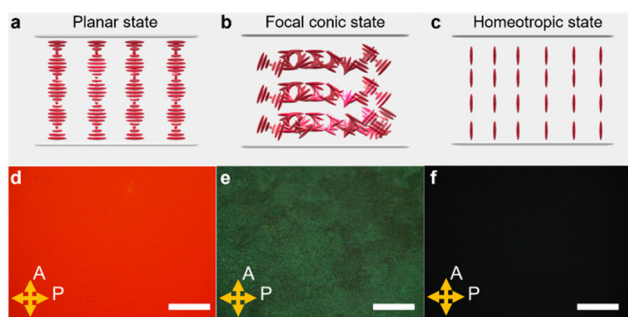 a Planar state
b Focal conic state
c Homeotropic state
d
A
P
e
A
P
f
A
P